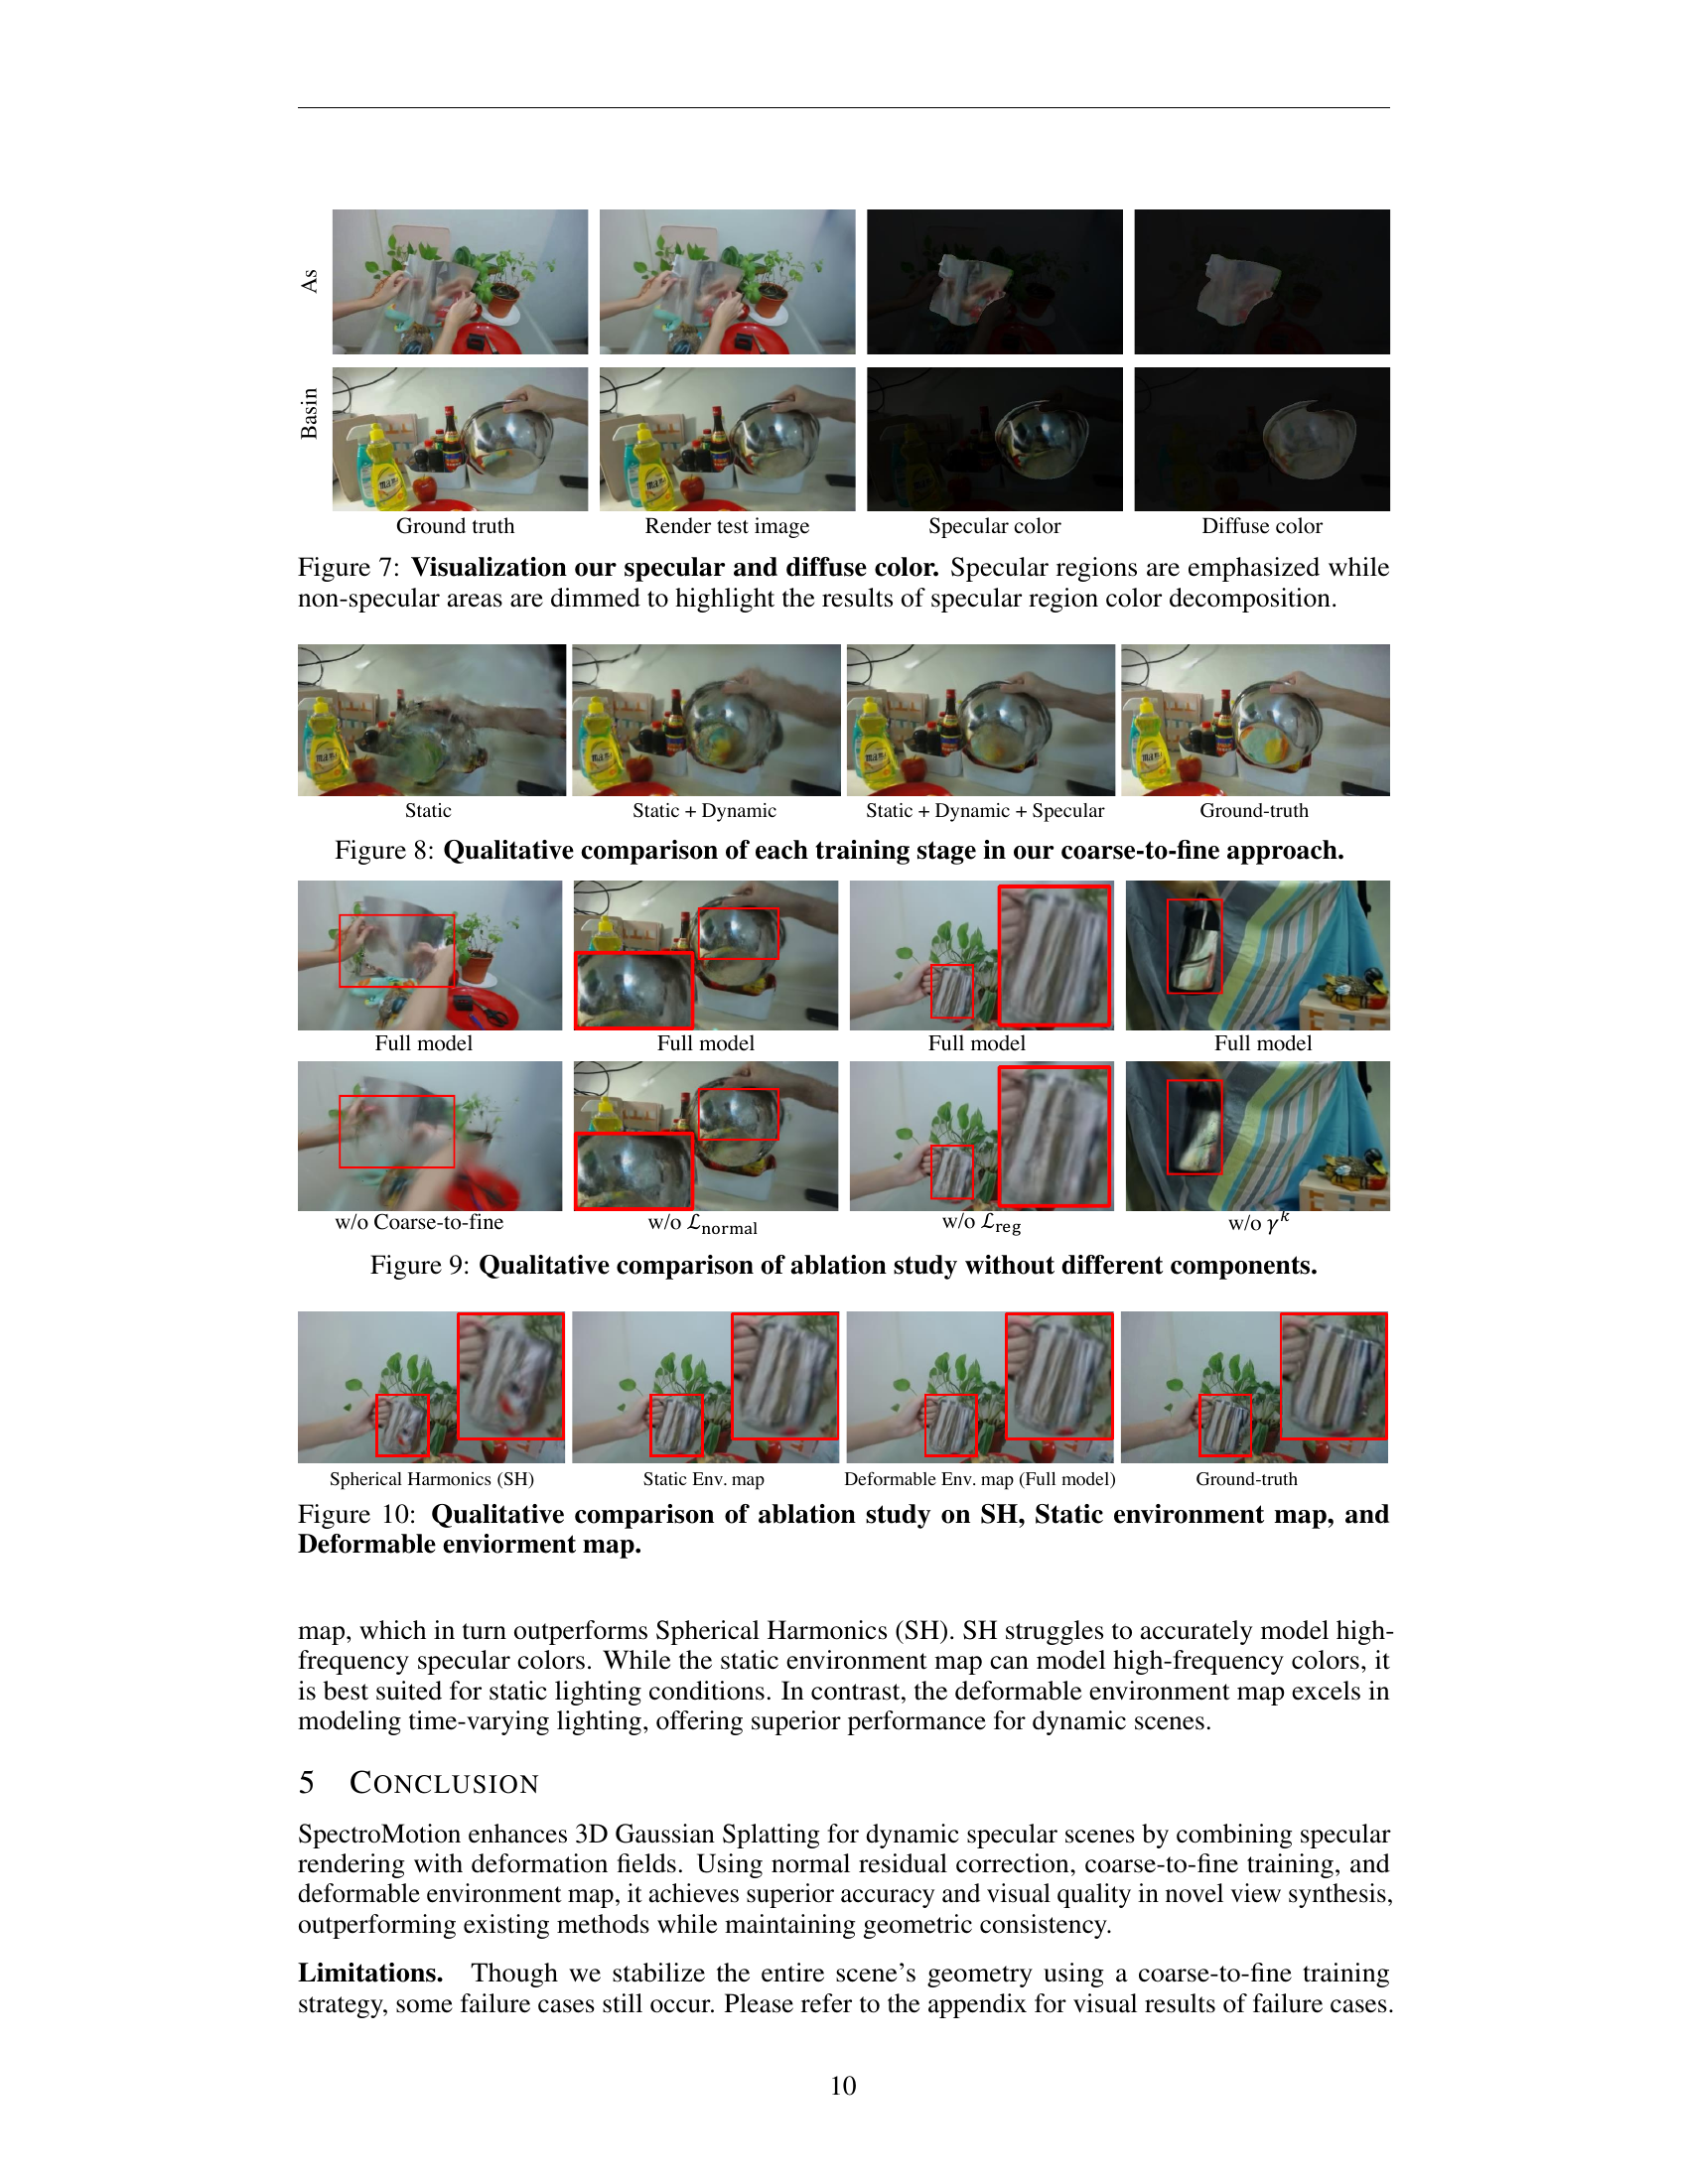 As
Basin
Ground truth
Render test image
Specular color
Diffuse color
Figure 7: Visualization our specular and diffuse color. Specular regions are emphasized while
non-specular areas are dimmed to highlight the results of specular region color decomposition.
Static
Static + Dynamic
Static + Dynamic + Specular
Ground-truth
Figure 8: Qualitative comparison of each training stage in our coarse-to-fine approach.
Full model
Full model
Full model
Full model
w/o Coarse-to-fine
w/o ℒnormal
w/o ℒreg
w/o γ^k
Figure 9: Qualitative comparison of ablation study without different components.
Spherical Harmonics (SH)
Static Env. map
Deformable Env. map (Full model)
Ground-truth
Figure 10: Qualitative comparison of ablation study on SH, Static environment map, and
Deformable enviorment map.
map, which in turn outperforms Spherical Harmonics (SH). SH struggles to accurately model high-
frequency specular colors. While the static environment map can model high-frequency colors, it
is best suited for static lighting conditions. In contrast, the deformable environment map excels in
modeling time-varying lighting, offering superior performance for dynamic scenes.
5 CONCLUSION
SpectroMotion enhances 3D Gaussian Splatting for dynamic specular scenes by combining specular
rendering with deformation fields. Using normal residual correction, coarse-to-fine training, and
deformable environment map, it achieves superior accuracy and visual quality in novel view synthesis,
outperforming existing methods while maintaining geometric consistency.
Limitations. Though we stabilize the entire scene's geometry using a coarse-to-fine training
strategy, some failure cases still occur. Please refer to the appendix for visual results of failure cases.
10